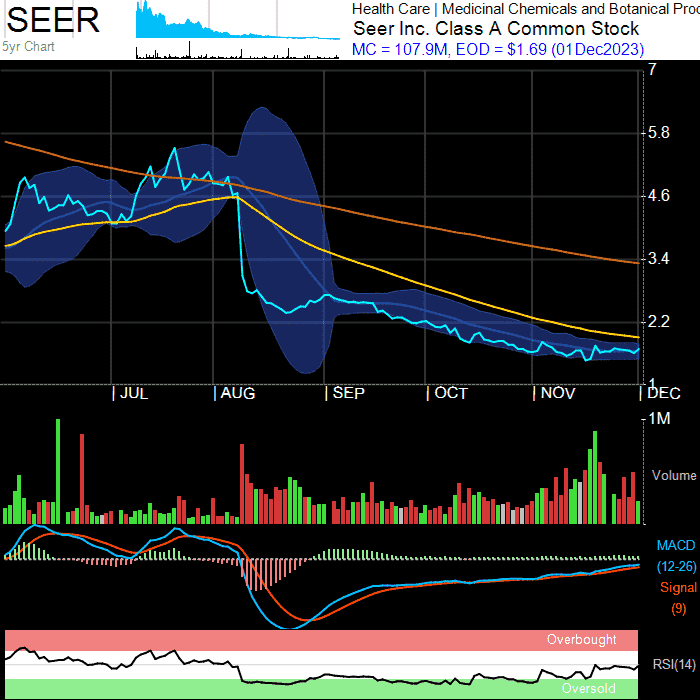 SEER
5yr Chart
Health Care | Medicinal Chemicals and Botanical Proc
Seer Inc. Class A Common Stock
MC = 107.9M, EOD = $1.69 (01Dec2023)
7
5.8
4.6
3.4
2.2
1
JUL AUG SEP OCT NOV DEC
1M
Volume
MACD
(12-26)
Signal
(9)
Overbought
RSI(14)
Oversold